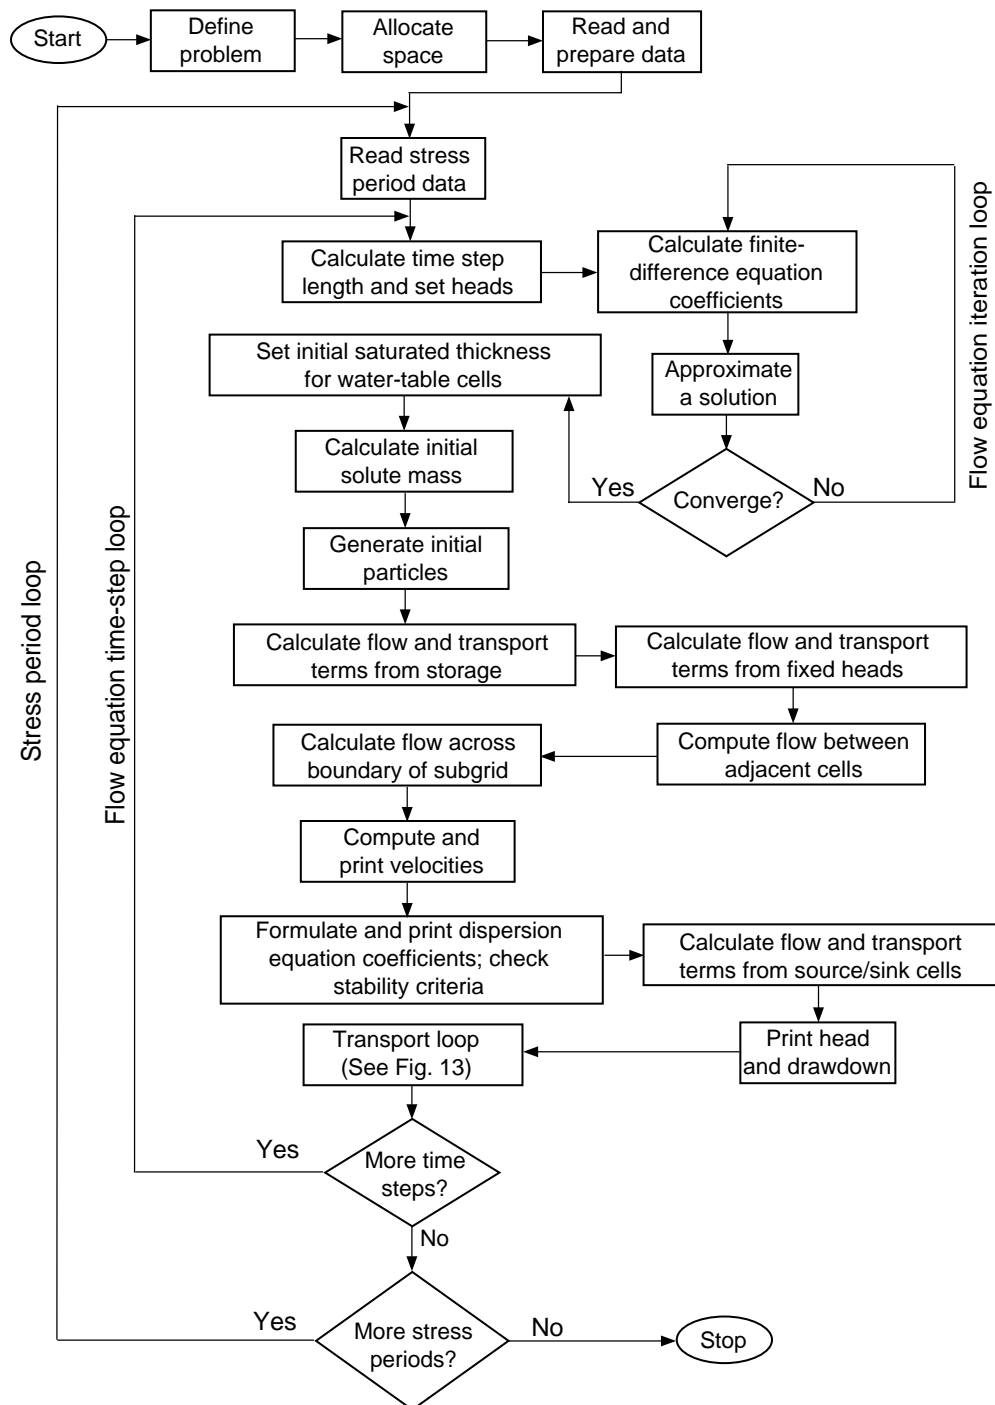 Start
Define
problem
Allocate
space
Read and
prepare data
Read stress
period data
Calculate time step
length and set heads
Calculate finite-
difference equation
coefficients
Approximate
a solution
Converge?
Yes
No
Flow equation iteration loop
Set initial saturated thickness
for water-table cells
Calculate initial
solute mass
Generate initial
particles
Calculate flow and transport
terms from storage
Calculate flow and transport
terms from fixed heads
Compute flow between
adjacent cells
Calculate flow across
boundary of subgrid
Compute and
print velocities
Formulate and print dispersion
equation coefficients; check
stability criteria
Calculate flow and transport
terms from source/sink cells
Print head
and drawdown
Transport loop
(See Fig. 13)
More time
steps?
Yes
No
Flow equation time-step loop
More stress
periods?
Yes
No
Stress period loop
Stop